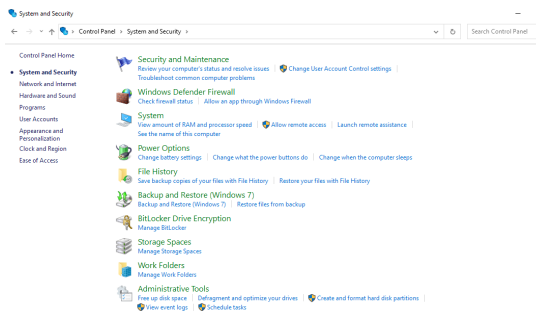 System and Security
Control Panel > System and Security >
Search Control Panel
Control Panel Home
System and Security
Network and Internet
Hardware and Sound
Programs
User Accounts
Appearance and
Personalization
Clock and Region
Ease of Access
Security and Maintenance
Review your computer's status and resolve issues | Change User Account Control settings |
Troubleshoot common computer problems
Windows Defender Firewall
Check firewall status | Allow an app through Windows Firewall
System
View amount of RAM and processor speed | Allow remote access | Launch remote assistance |
See the name of this computer
Power Options
Change battery settings | Change what the power buttons do | Change when the computer sleeps
File History
Save backup copies of your files with File History | Restore your files with File History
Backup and Restore (Windows 7)
Backup and Restore (Windows 7) | Restore files from backup
BitLocker Drive Encryption
Manage BitLocker
Storage Spaces
Manage Storage Spaces
Work Folders
Manage Work Folders
Administrative Tools
Free up disk space | Defragment and optimize your drives | Create and format hard disk partitions |
View event logs | Schedule tasks